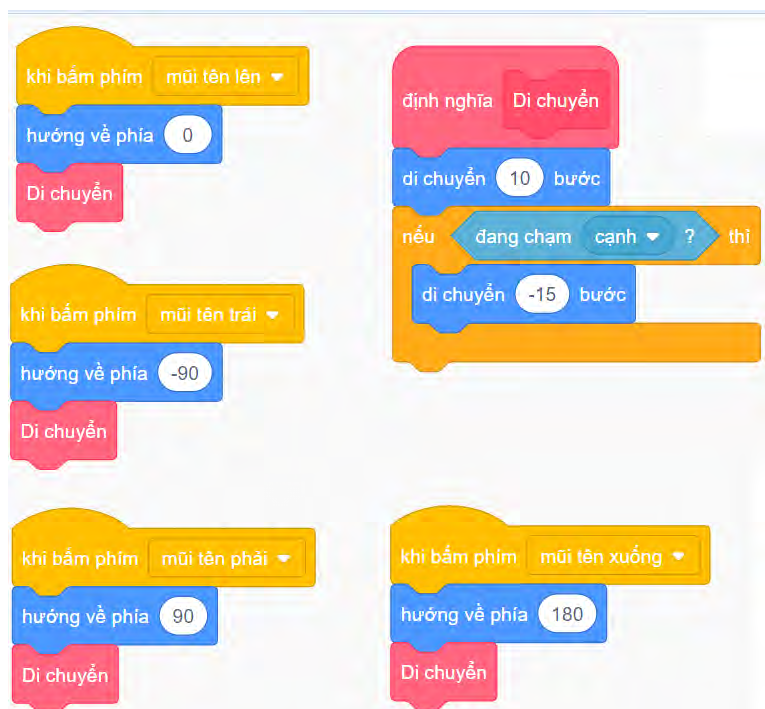 khi bấm phím mũi tên lên
hướng về phía 0
Di chuyển
định nghĩa Di chuyển
di chuyển 10 bước
nếu đang chạm cạnh ? thì
di chuyển -15 bước
khi bấm phím mũi tên trái
hướng về phía -90
Di chuyển
khi bấm phím mũi tên phải
hướng về phía 90
Di chuyển
khi bấm phím mũi tên xuống
hướng về phía 180
Di chuyển